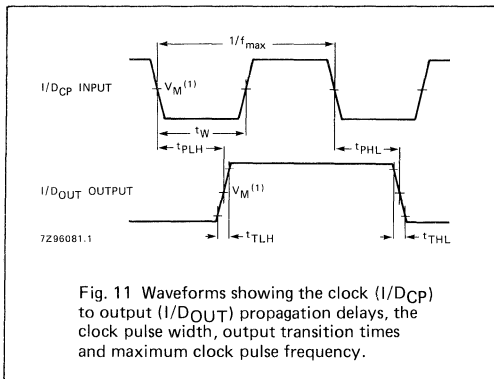 1/fmax
I/DCP INPUT
VM(1)
tW
tPLH
tPHL
I/DOUT OUTPUT
VM(1)
7Z96081.1
tTLH
tTHL
Fig. 11 Waveforms showing the clock (I/DCP)
to output (I/DOUT) propagation delays, the
clock pulse width, output transition times
and maximum clock pulse frequency.